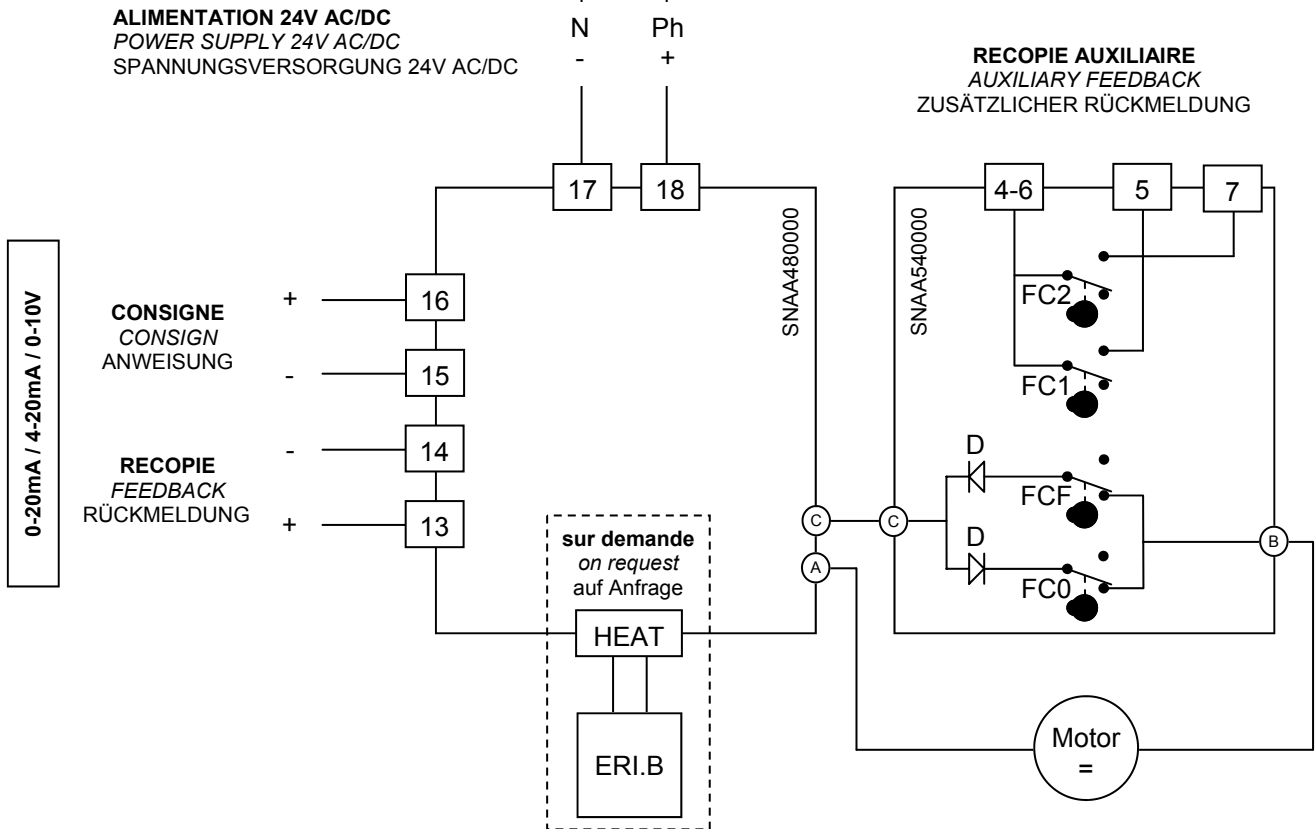 ALIMENTATION 24V AC/DC
POWER SUPPLY 24V AC/DC
SPANNUNGSVERSORGUNG 24V AC/DC
N Ph
- +
RECOPIE AUXILIAIRE
AUXILIARY FEEDBACK
ZUSÄTZLICHER RÜCKMELDUNG
17 18
4-6 5 7
SNAA480000
SNAA540000
0-20mA / 4-20mA / 0-10V
CONSIGNE
CONSIGN
ANWEISUNG
+ 16
- 15
RECOPIE
FEEDBACK
RÜCKMELDUNG
- 14
+ 13
FC2
FC1
D
FCF
D
FC0
C
C
A
B
sur demande
on request
auf Anfrage
HEAT
ERI.B
Motor
=